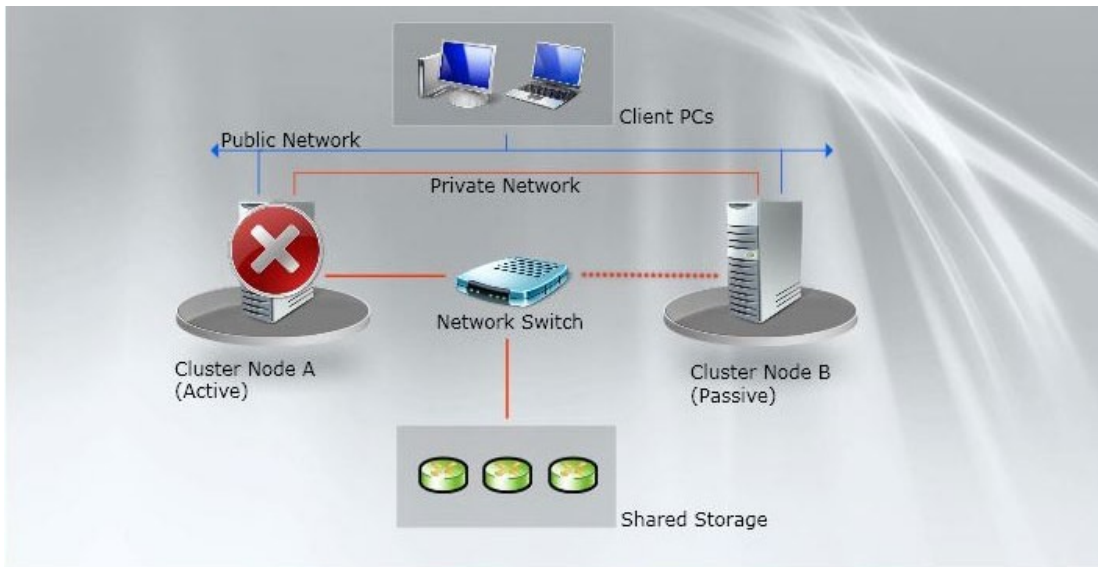 Client PCs
Public Network
Private Network
Network Switch
Cluster Node A
(Active)
Cluster Node B
(Passive)
Shared Storage